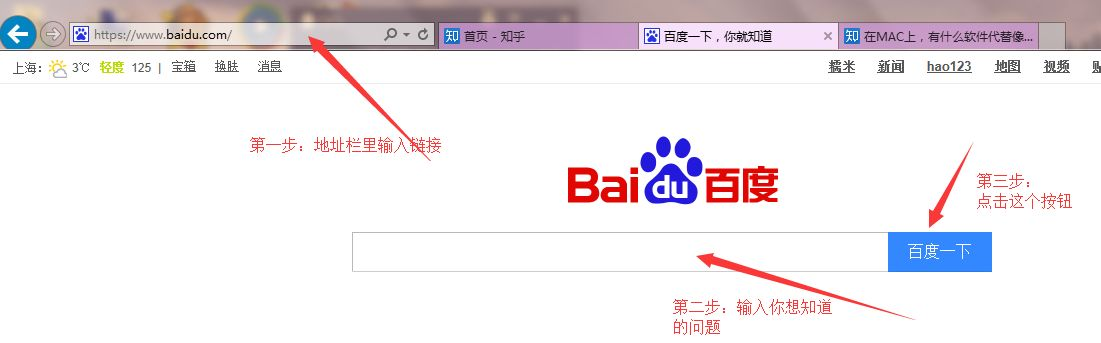 https://www.baidu.com/
首页 - 知乎
百度一下，你就知道
在MAC上，有什么软件代替像...
上海： 3℃ 轻度 125 | 宝箱 换肤 消息
糯米 新闻 hao123 地图 视频 贴
第一步：地址栏里输入链接
Bai du 百度
第三步：
点击这个按钮
百度一下
第二步：输入你想知道
的问题